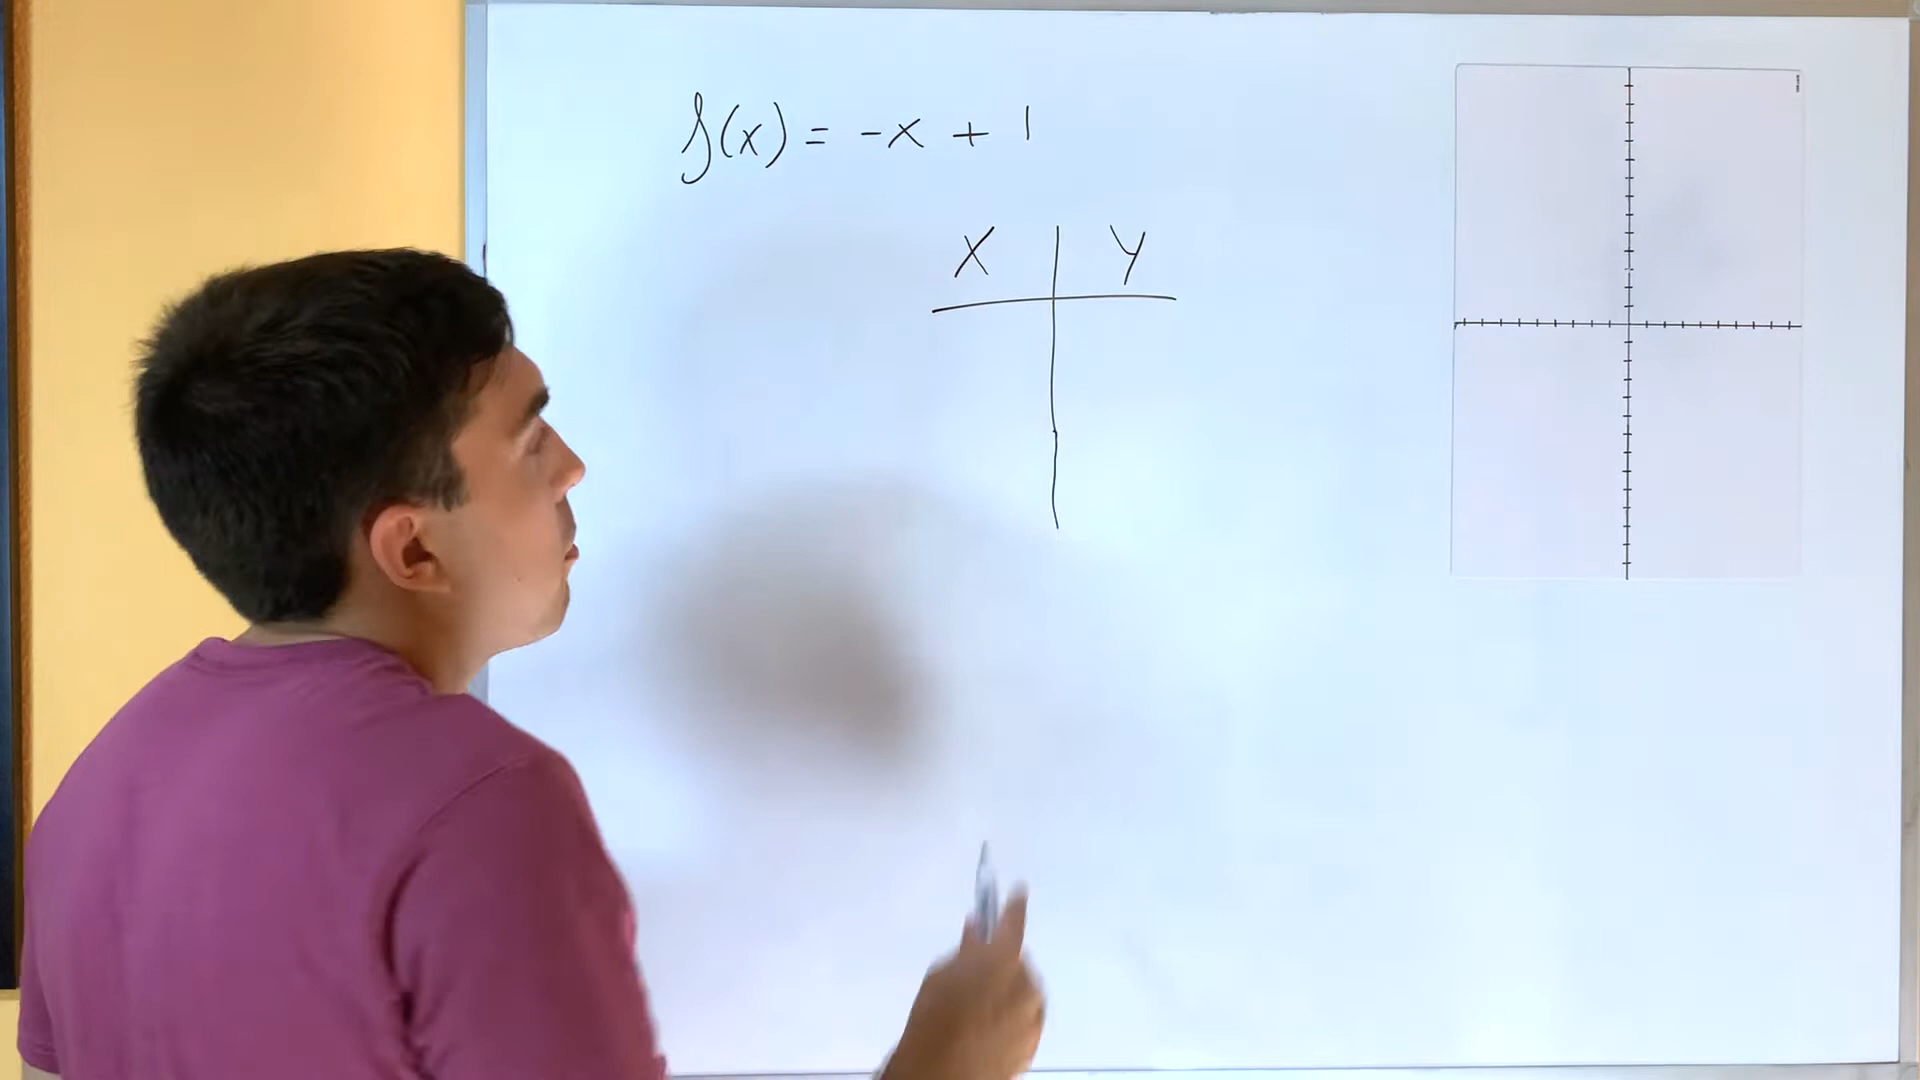 f(x) = -x + 1
X Y